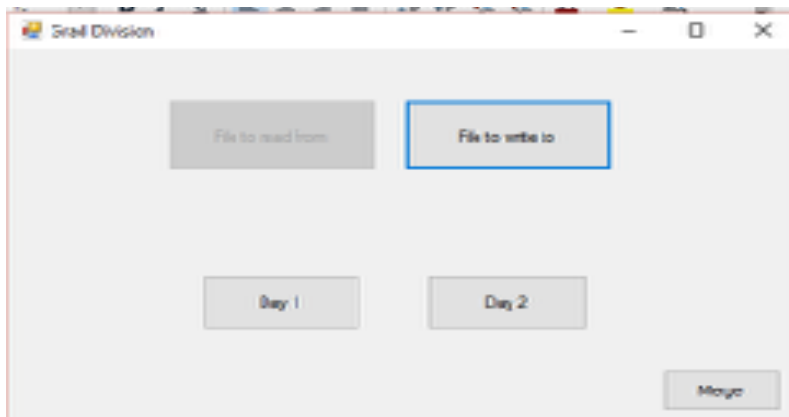 Division
File to read from
File to write to
Day 1
Day 2
Merge